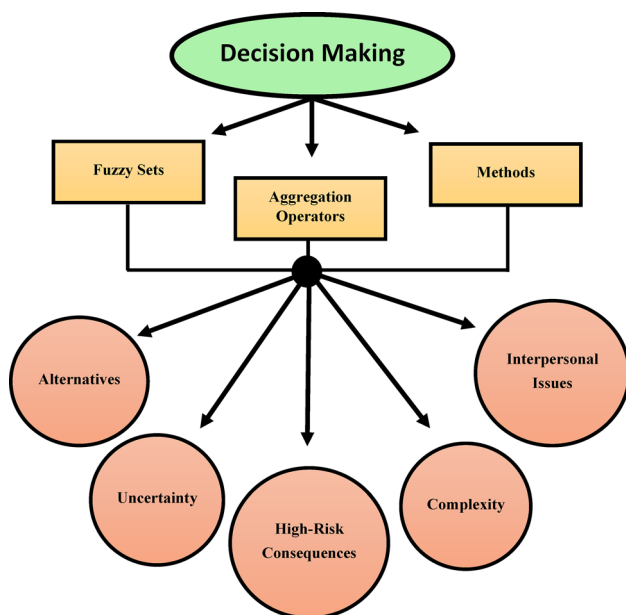 Decision Making
Fuzzy Sets
Aggregation
Operators
Methods
Alternatives
Uncertainty
High-Risk
Consequences
Complexity
Interpersonal
Issues